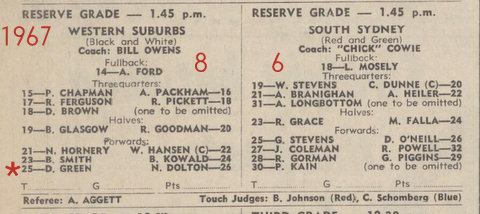 1967
RESERVE GRADE — 1.45 p.m.
WESTERN SUBURBS
(Black and White)
Coach: BILL OWENS
8
Fullback:
14—A. FORD
Threequarters:
15—P. CHAPMAN A. PACKHAM—16
17—R. FERGUSON R. PICKETT—18
18—D. BROWN (one to be omitted)
Halves:
19—B. GLASGOW R. GOODMAN—20
Forwards:
21—N. HORNERY W. HANSEN (C)—22
23—B. SMITH B. KOWALD—24
*25—D. GREEN N. DOLTON—26
T. G Pts
RESERVE GRADE — 1.45 p.m.
SOUTH SYDNEY
(Red and Green)
Coach: "CHICK" COWIE
6
Fullback:
18—L. MOSELY
Threequarters:
19—W. STEVENS C. DUNNE (C)—20
21—A. BRANIGHAN A. HEILER—22
31—A. LONGBOTTOM (one to be omitted)
Halves:
23—R. GRACE M. FALLA—24
Forwards:
25—G. STEVENS D. O'NEILL—26
27—J. COLEMAN R. POWELL—32
28—R. GORMAN G. PIGGINS—29
30—P. KAIN (one to be omitted)
T. G Pts
Referee: A. AGGETT Touch Judges: B. Johnson (Red), C. Schomberg (Blue)